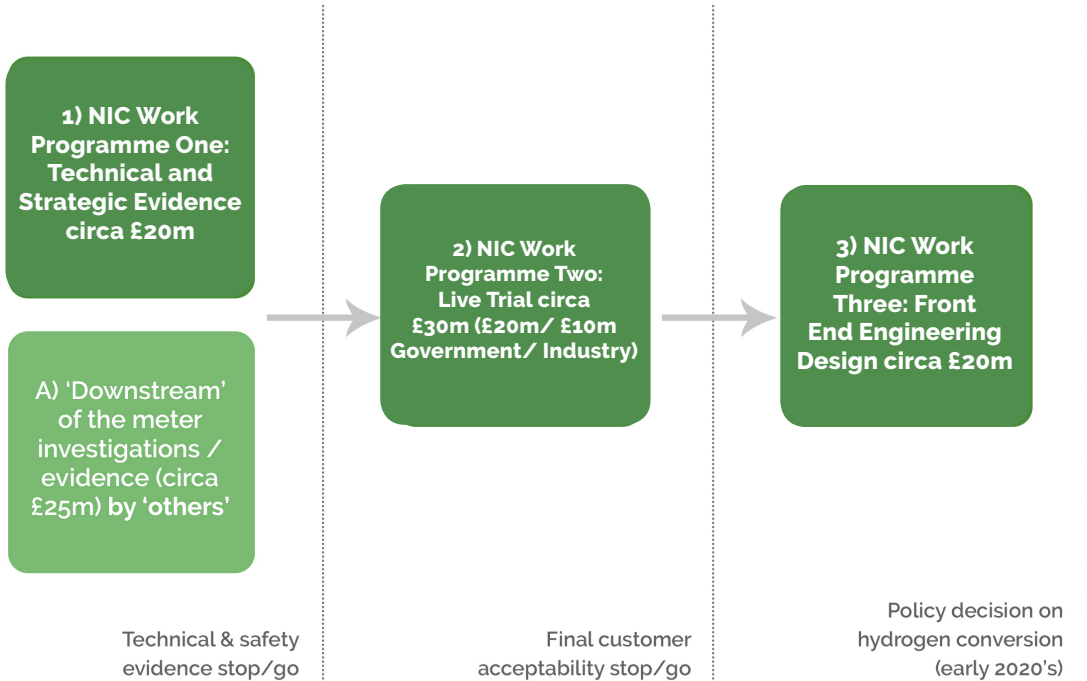 1) NIC Work
Programme One:
Technical and
Strategic Evidence
circa £20m
A) ‘Downstream’
of the meter
investigations /
evidence (circa
£25m) by ‘others’
Technical & safety
evidence stop/go
2) NIC Work
Programme Two:
Live Trial circa
£30m (£20m/ £10m
Government/ Industry)
Final customer
acceptability stop/go
3) NIC Work
Programme
Three: Front
End Engineering
Design circa £20m
Policy decision on
hydrogen conversion
(early 2020’s)